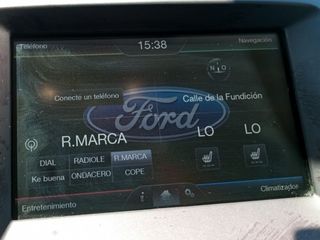 Teléfono 15:38 Navegación
N O
Conecte un teléfono Calle de la Fundición
Ford
R.MARCA LO LO
DIAL RADIOLE R.MARCA
Ke buena ONDACERO COPE
Entretenimiento i Climatizador